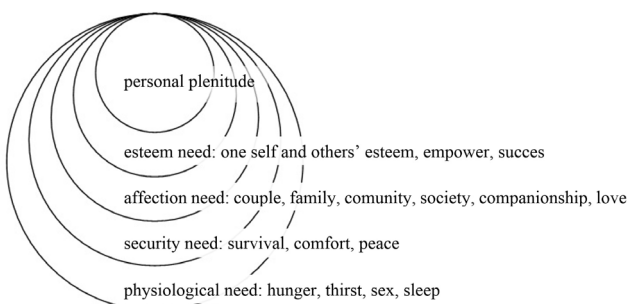 personal plenitude
esteem need: one self and others’ esteem, empower, succes
affection need: couple, family, comunity, society, companionship, love
security need: survival, comfort, peace
physiological need: hunger, thirst, sex, sleep